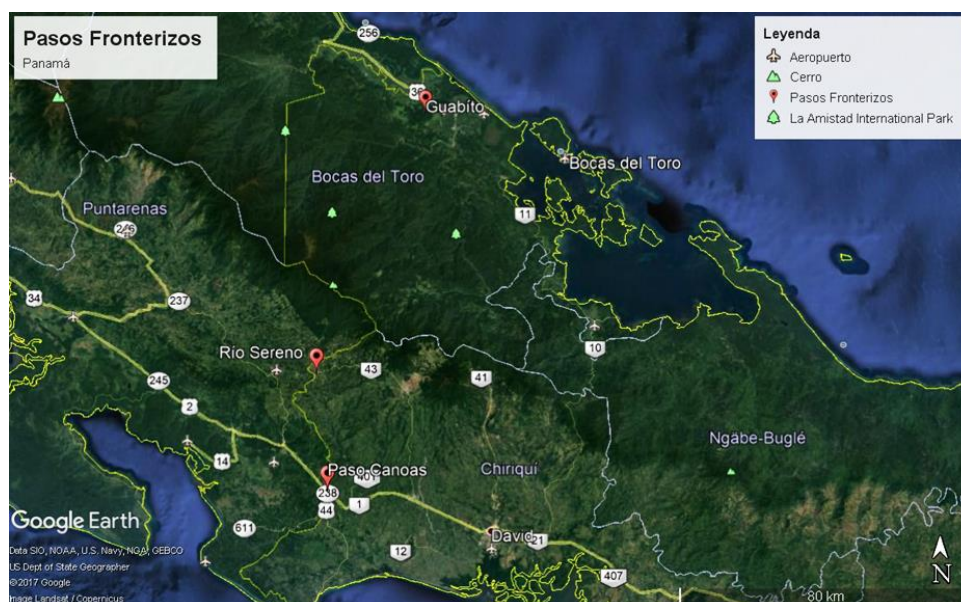 Pasos Fronterizos
Panamá
Leyenda
Aeropuerto
Cerro
Pasos Fronterizos
La Amistad International Park
256
36
Guabíto
Bocas del Toro
Bocas del Toro
11
Puntarenas
246
34
237
10
Río Sereno
43
41
245
2
Ngäbe-Buglé
14
Paso Canoas
401
Chiriquí
238
1
44
611
David
21
12
407
Google Earth
Data SIO, NOAA, U.S. Navy, NGA, GEBCO
US Dept of State Geographer
©2017 Google
Image Landsat / Copernicus
N
80 km